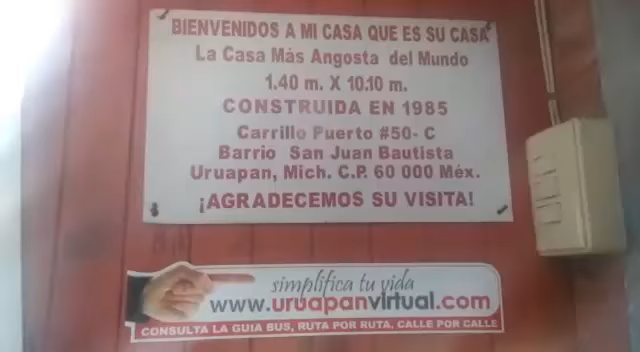 BIENVENIDOS A MI CASA QUE ES SU CASA
La Casa Más Angosta del Mundo
1.40 m. X 10.10 m.
CONSTRUIDA EN 1985
Carrillo Puerto #50- C
Barrio San Juan Bautista
Uruapan, Mich. C.P. 60 000 Méx.
¡AGRADECEMOS SU VISITA!
simplifica tu vida
www.uruapanvirtual.com
CONSULTA LA GUIA BUS, RUTA POR RUTA, CALLE POR CALLE